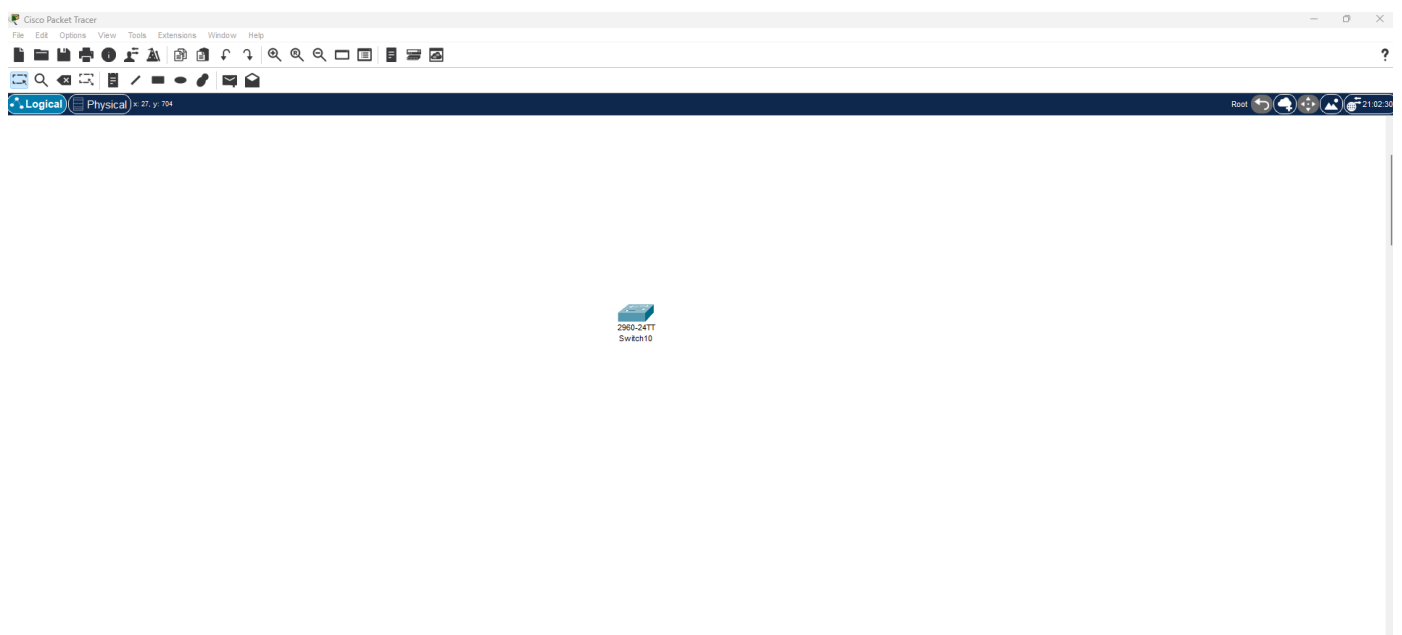 Cisco Packet Tracer
File Edit Options View Tools Extensions Window Help
?
Logical Physical x: 27, y: 704 Root 21:02:30
2960-24TT
Switch10